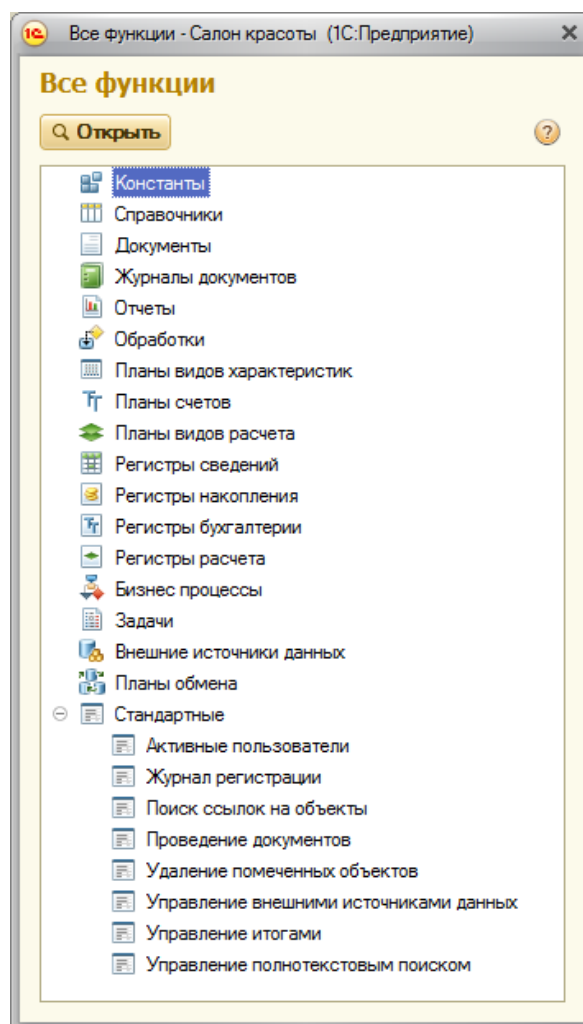 1С Все функции - Салон красоты (1С:Предприятие)
Все функции
Открыть ?
Константы
Справочники
Документы
Журналы документов
Отчеты
Обработки
Планы видов характеристик
Планы счетов
Планы видов расчета
Регистры сведений
Регистры накопления
Регистры бухгалтерии
Регистры расчета
Бизнес процессы
Задачи
Внешние источники данных
Планы обмена
Стандартные
Активные пользователи
Журнал регистрации
Поиск ссылок на объекты
Проведение документов
Удаление помеченных объектов
Управление внешними источниками данных
Управление итогами
Управление полнотекстовым поиском